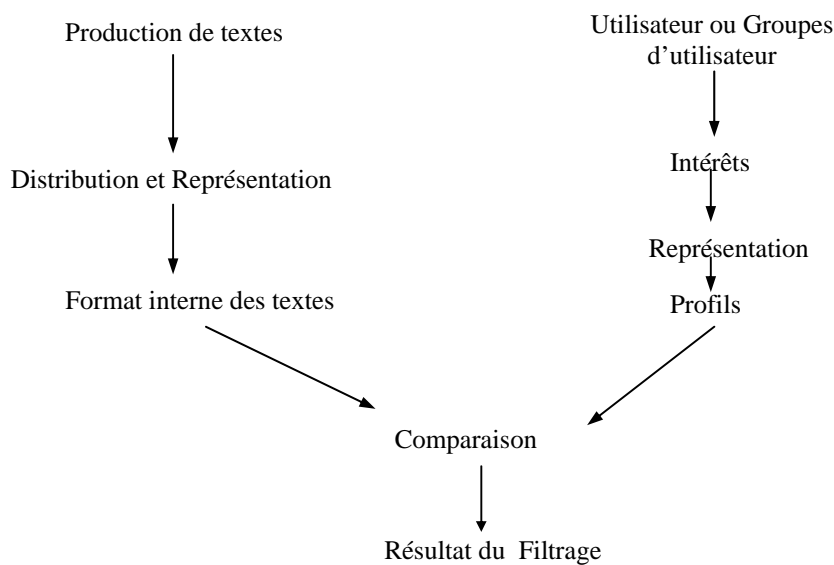 Production de textes
Utilisateur ou Groupes
d'utilisateur
Distribution et Représentation
Intérêts
Représentation
Format interne des textes
Profils
Comparaison
Résultat du Filtrage